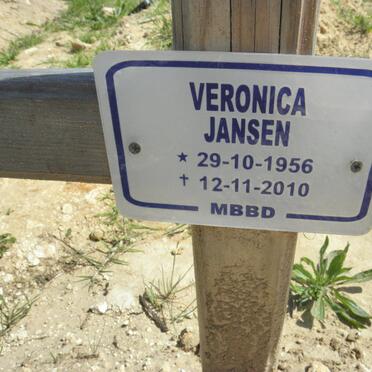 VERONICA
JANSEN
★ 29-10-1956
✝ 12-11-2010
MBBD